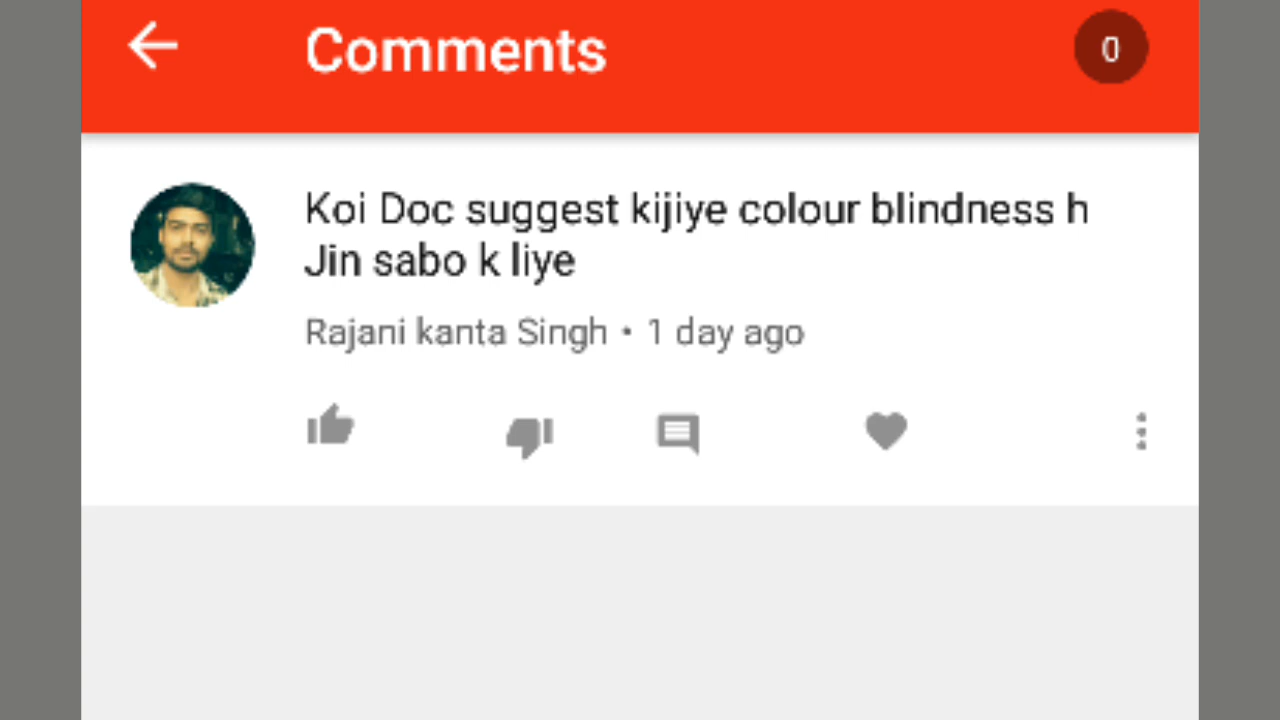 Comments
0
Koi Doc suggest kijiye colour blindness h
Jin sabo k liye
Rajani kanta Singh • 1 day ago